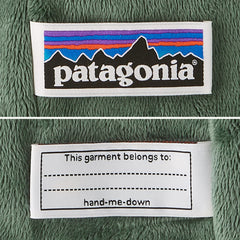 patagonia®
This garment belongs to:
hand-me-down